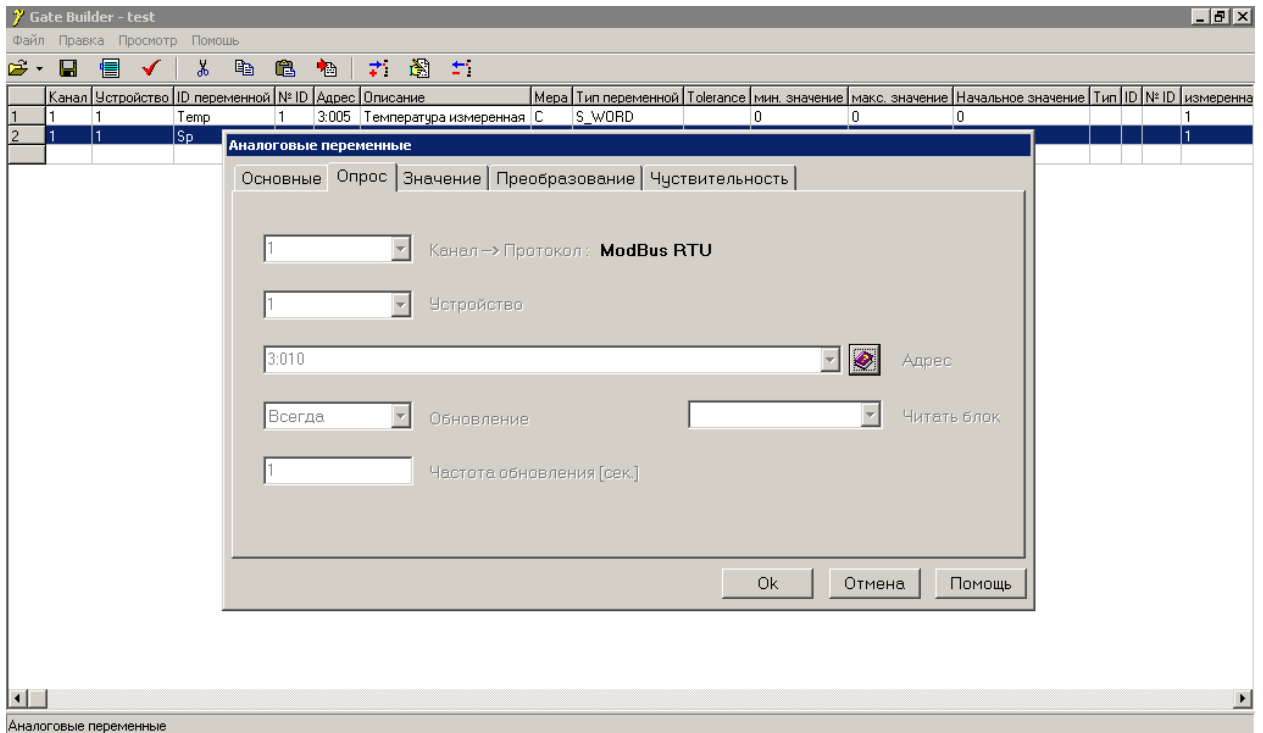 Gate Builder - test
Файл Правка Просмотр Помошь
Канал Устройство ID переменной № ID Адрес Описание Мера Тип переменной Tolerance мин. значение макс. значение Начальное значение Тип ID № ID измеренна
1 1 1 Temp 1 3:005 Температура измеренная C S_WORD 0 0 0 1
2 1 1 Sp 1
Аналоговые переменные
Основные Опрос Значение Преобразование Чуствительность
1 Канал --> Протокол : ModBus RTU
1 Устройство
3:010 Адрес
Всегда Обновление Читать блок
1 Частота обновления [сек.]
Ok Отмена Помощь
Аналоговые переменные